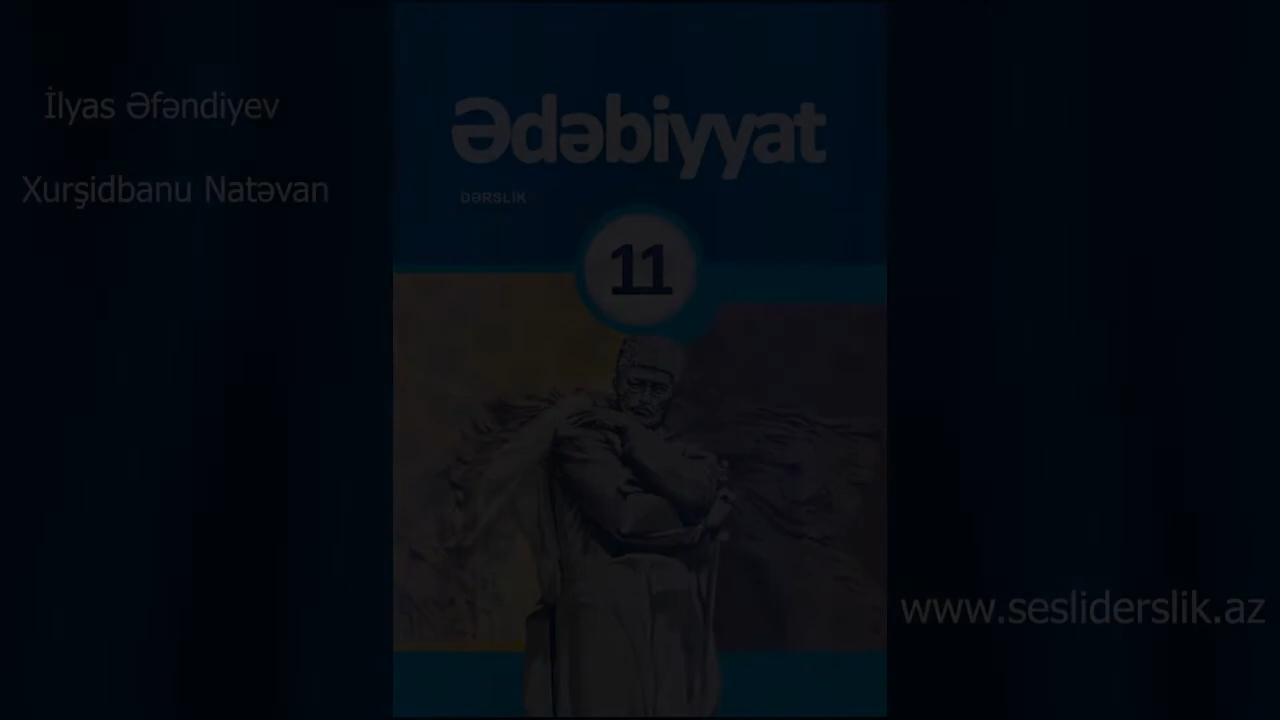 İlyas Əfəndiyev
Xurşidbanu Natəvan
Ədəbiyyat
DƏRSLİK
11
www.sesliderslik.az